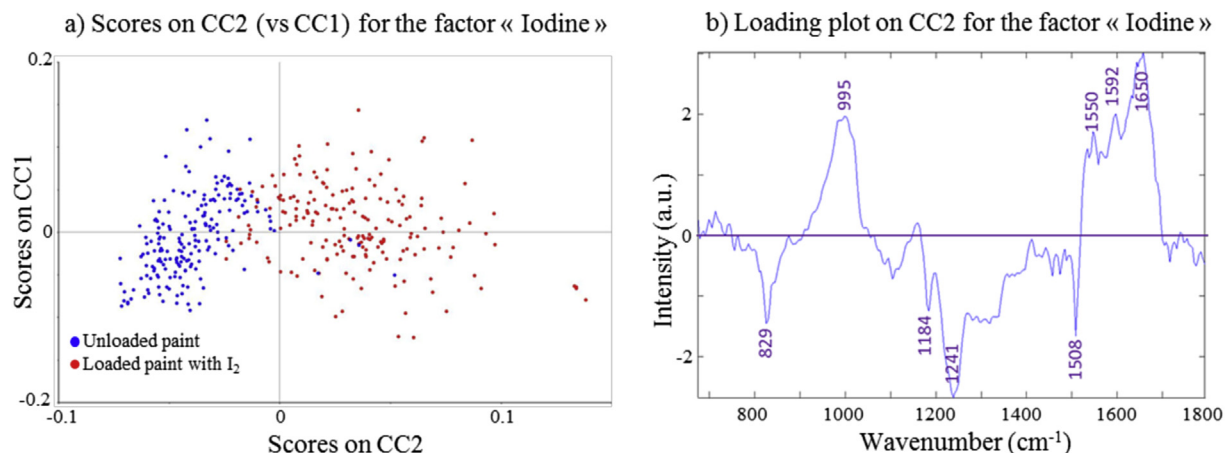 a) Scores on CC2 (vs CC1) for the factor « Iodine »
0.2
0
-0.2
Scores on CC1
Unloaded paint
Loaded paint with I₂
-0.1
0
0.1
Scores on CC2
b) Loading plot on CC2 for the factor « Iodine »
2
0
-2
Intensity (a.u.)
829
995
1184
1241
1508
1550
1592
1650
800
1000
1200
1400
1600
1800
Wavenumber (cm⁻¹)